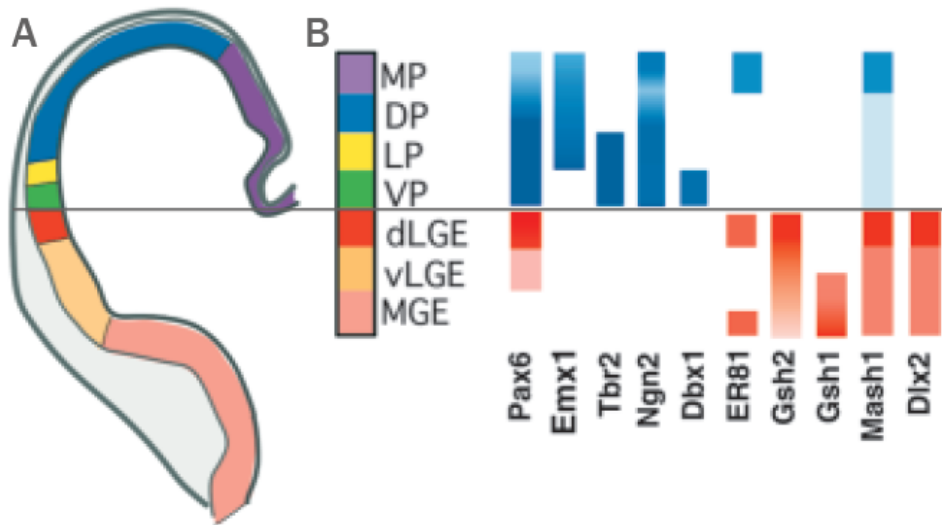 A
B
MP
DP
LP
VP
dLGE
vLGE
MGE
Pax6
Emx1
Tbr2
Ngn2
Dbx1
ER81
Gsh2
Gsh1
Mash1
Dlx2